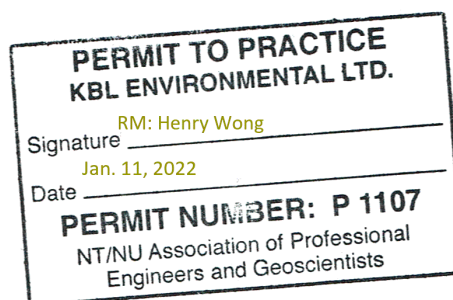 PERMIT TO PRACTICE
KBL ENVIRONMENTAL LTD.
Signature RM: Henry Wong
Date Jan. 11, 2022
PERMIT NUMBER: P 1107
NT/NU Association of Professional
Engineers and Geoscientists